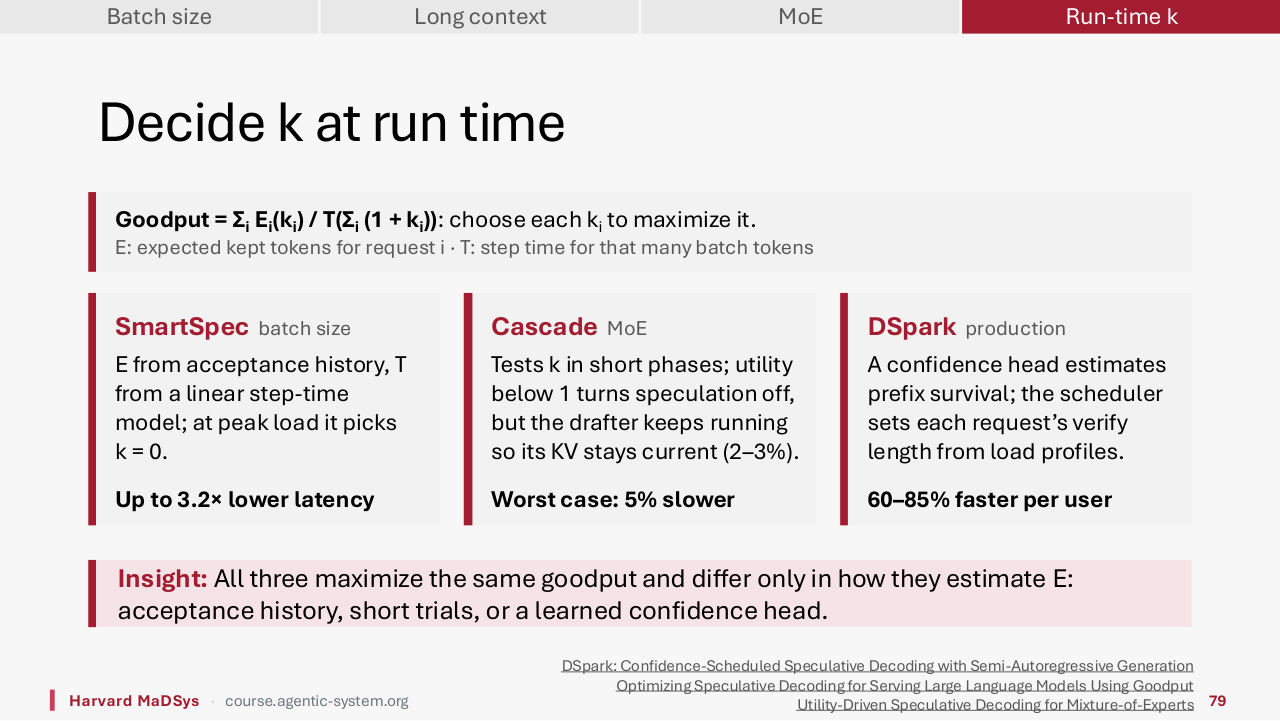 Batch size
Long context
MoE
Run-time k
Decide k at run time
Goodput = Σi Ei(ki) / T(Σi (1 + ki)): choose each ki to maximize it.
E: expected kept tokens for request i · T: step time for that many batch tokens
SmartSpec batch size
E from acceptance history, T
from a linear step-time
model; at peak load it picks
k = 0.
Up to 3.2× lower latency
Cascade MoE
Tests k in short phases; utility
below 1 turns speculation off,
but the drafter keeps running
so its KV stays current (2–3%).
Worst case: 5% slower
DSpark production
A confidence head estimates
prefix survival; the scheduler
sets each request’s verify
length from load profiles.
60–85% faster per user
Insight: All three maximize the same goodput and differ only in how they estimate E:
acceptance history, short trials, or a learned confidence head.
DSpark: Confidence-Scheduled Speculative Decoding with Semi-Autoregressive Generation
Optimizing Speculative Decoding for Serving Large Language Models Using Goodput
Utility-Driven Speculative Decoding for Mixture-of-Experts
Harvard MaDSys · course.agentic-system.org
79